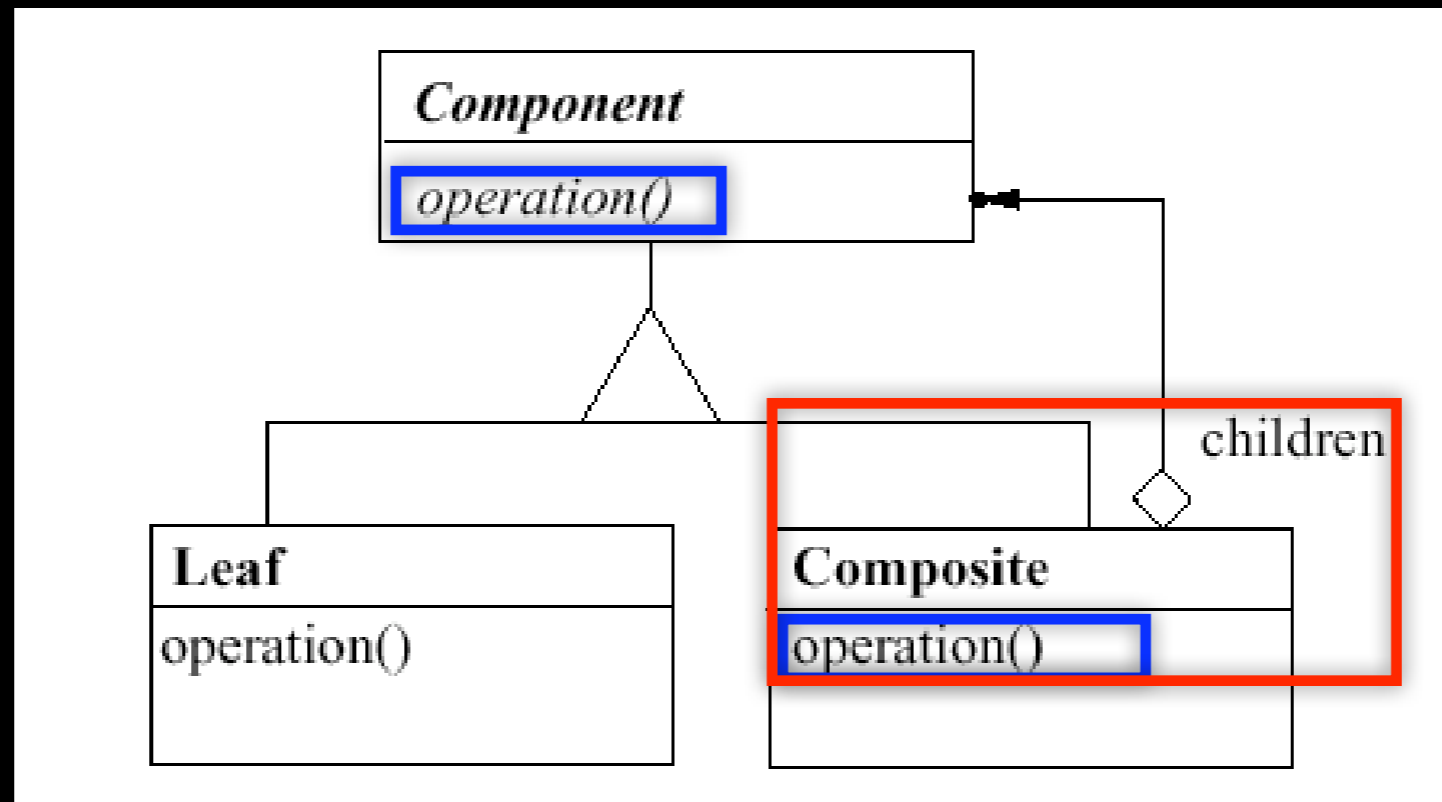 Component
operation()
children
Leaf
operation()
Composite
operation()